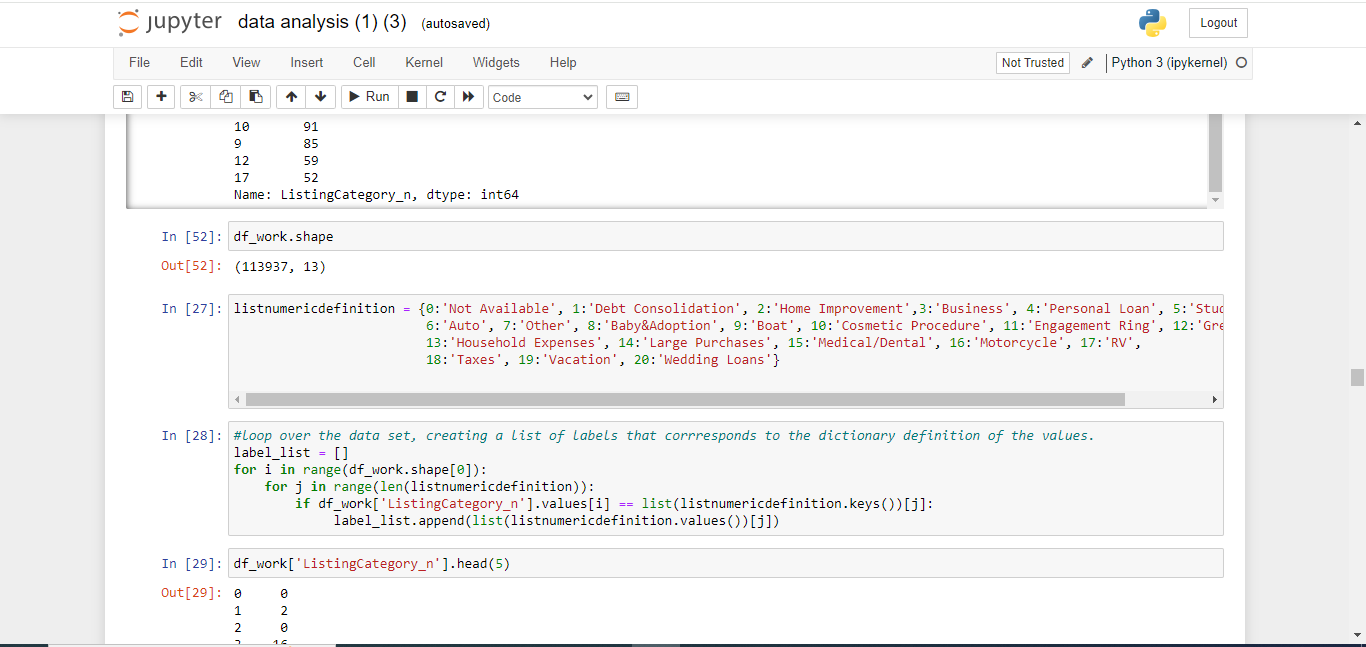 jupyter data analysis (1) (3) (autosaved)
Logout
File Edit View Insert Cell Kernel Widgets Help
Not Trusted Python 3 (ipykernel)
Run Code
10 91
9 85
12 59
17 52
Name: ListingCategory_n, dtype: int64
In [52]: df_work.shape
Out[52]: (113937, 13)
In [27]: listnumericdefinition = {0:'Not Available', 1:'Debt Consolidation', 2:'Home Improvement',3:'Business', 4:'Personal Loan', 5:'Stud
6:'Auto', 7:'Other', 8:'Baby&Adoption', 9:'Boat', 10:'Cosmetic Procedure', 11:'Engagement Ring', 12:'Gre
13:'Household Expenses', 14:'Large Purchases', 15:'Medical/Dental', 16:'Motorcycle', 17:'RV',
18:'Taxes', 19:'Vacation', 20:'Wedding Loans'}
In [28]: #loop over the data set, creating a list of labels that corrresponds to the dictionary definition of the values.
label_list = []
for i in range(df_work.shape[0]):
for j in range(len(listnumericdefinition)):
if df_work['ListingCategory_n'].values[i] == list(listnumericdefinition.keys())[j]:
label_list.append(list(listnumericdefinition.values())[j])
In [29]: df_work['ListingCategory_n'].head(5)
Out[29]: 0 0
1 2
2 0
3 16